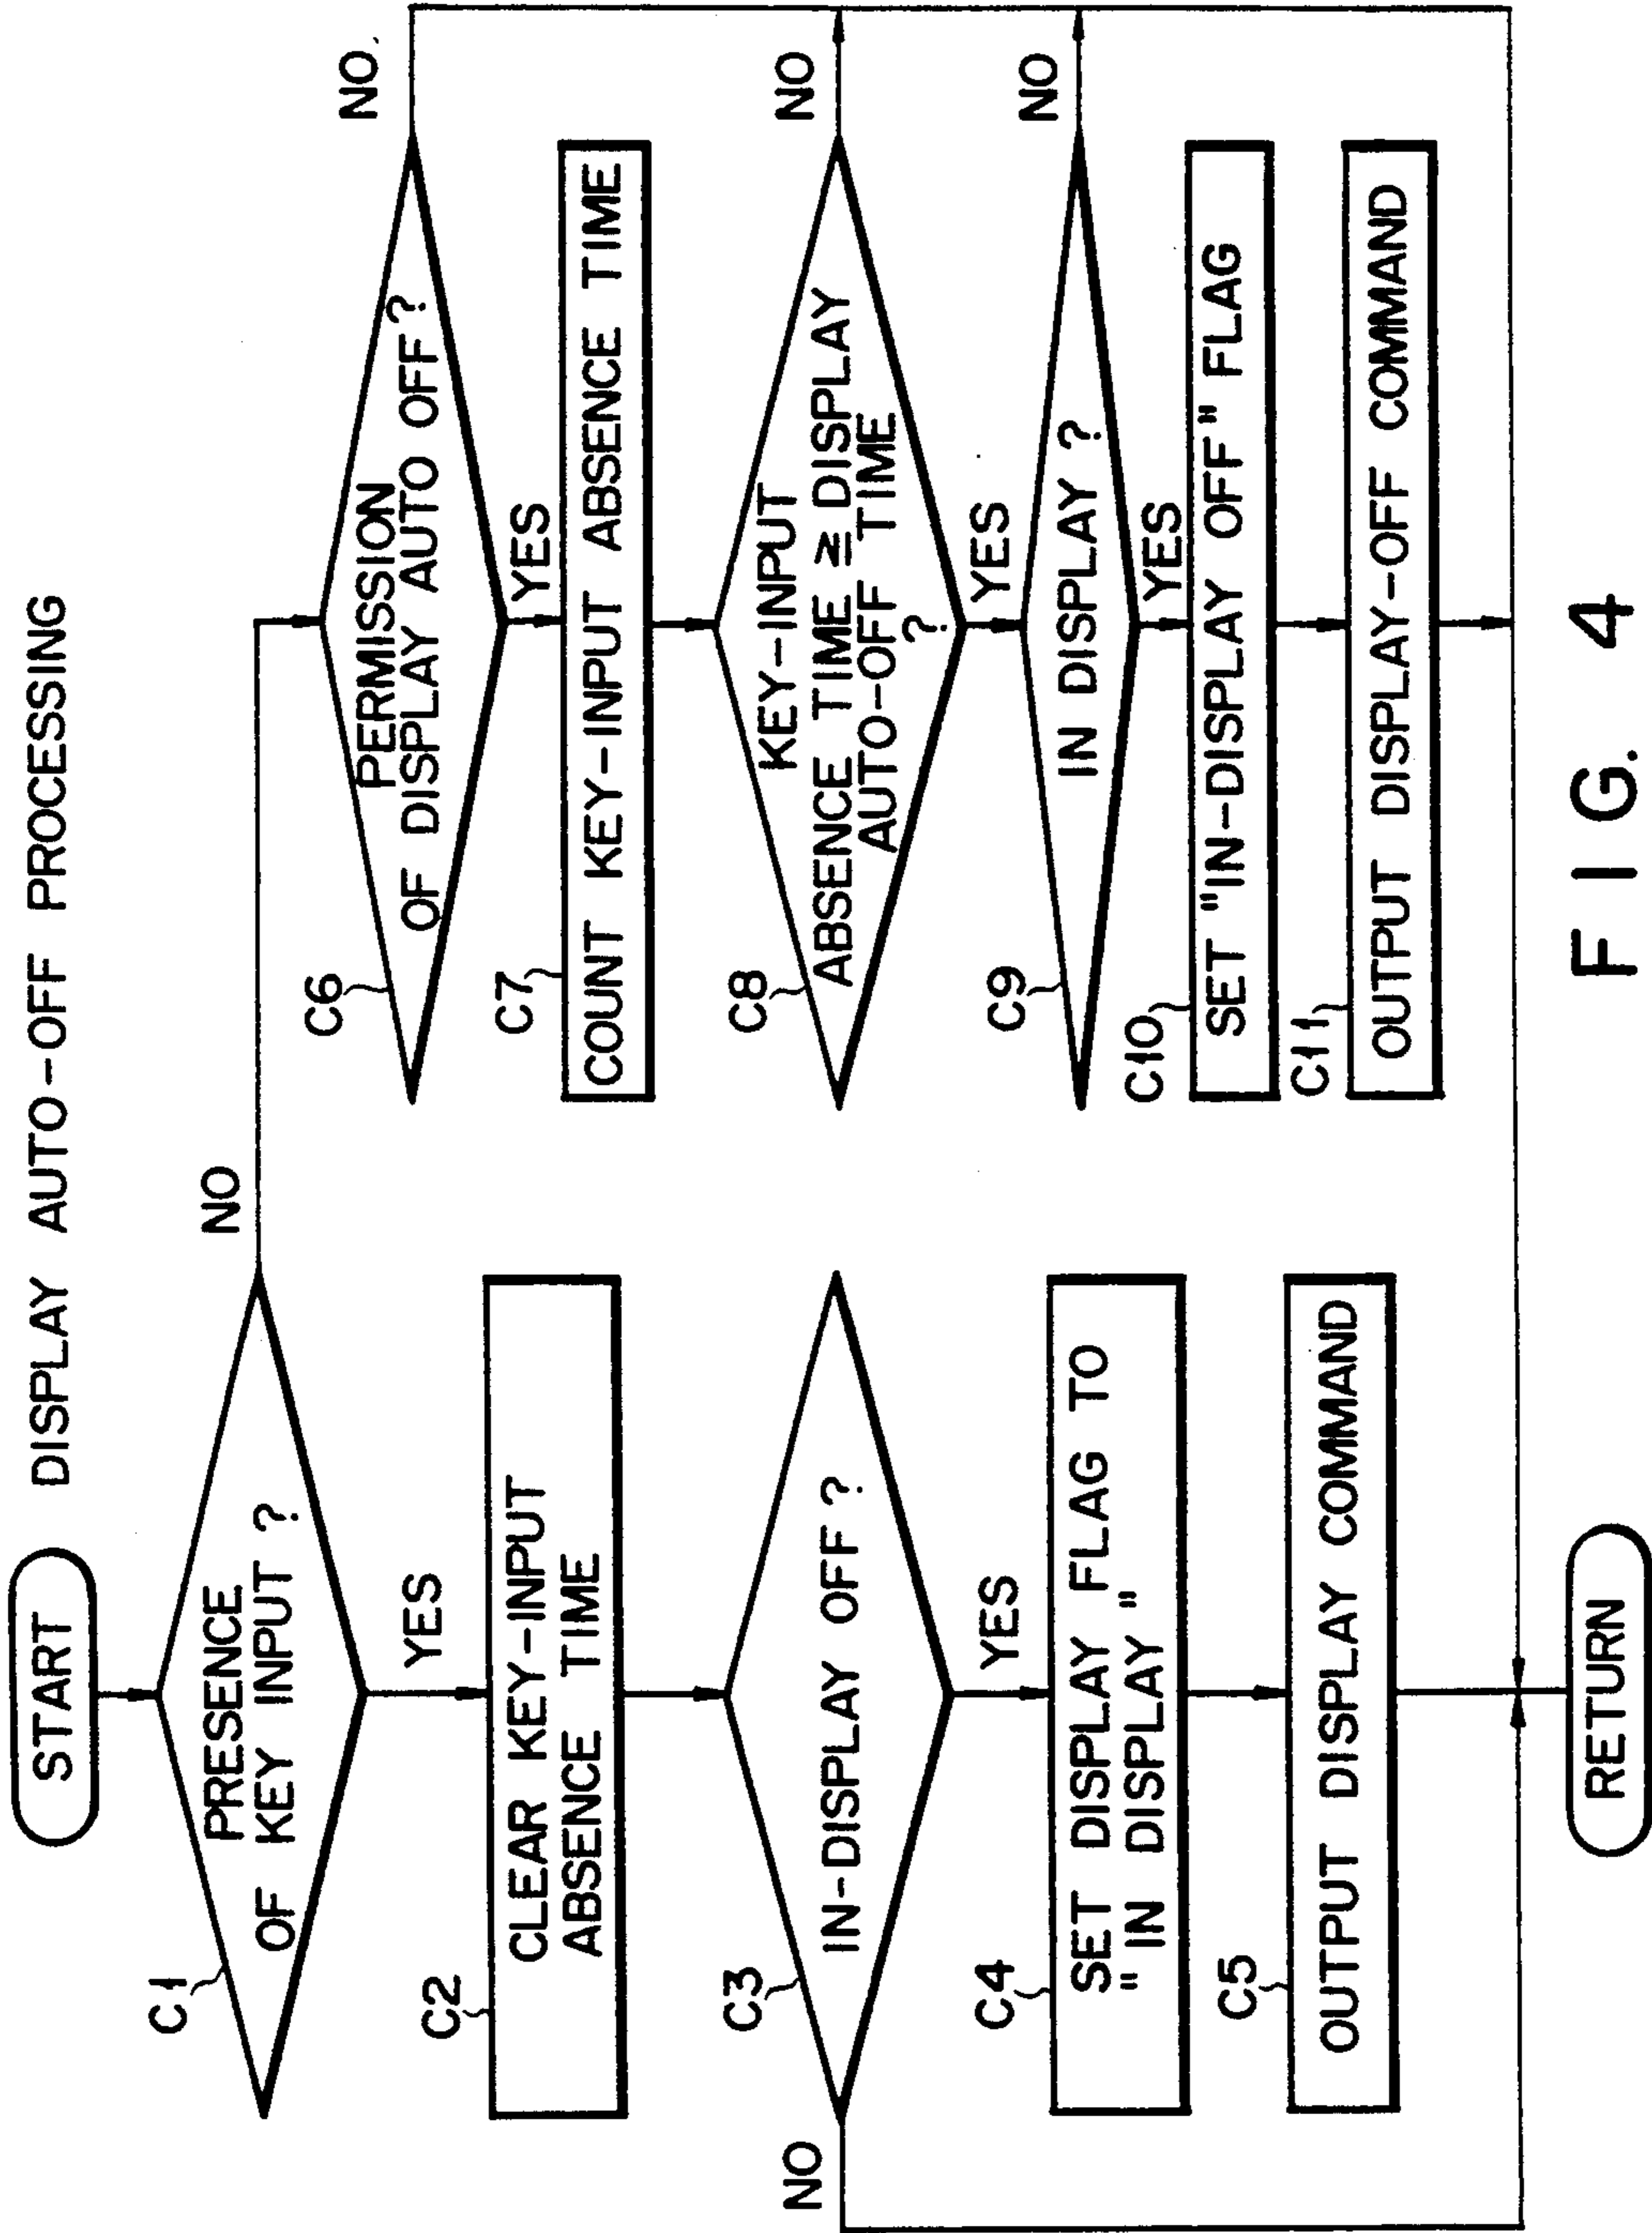 START
DISPLAY AUTO-OFF PROCESSING
C1
PRESENCE
OF KEY INPUT ?
NO
YES
C2
CLEAR KEY-INPUT
ABSENCE TIME
C3
IN-DISPLAY OFF ?
NO
YES
C4
SET DISPLAY FLAG TO
" IN DISPLAY "
C5
OUTPUT DISPLAY COMMAND
RETURN
C6
PERMISSION
OF DISPLAY AUTO OFF ?
NO
YES
C7
COUNT KEY-INPUT ABSENCE TIME
C8
KEY-INPUT
ABSENCE TIME ≧ DISPLAY
AUTO-OFF TIME
?
NO
YES
C9
IN DISPLAY ?
NO
YES
C10
SET "IN-DISPLAY OFF" FLAG
C11
OUTPUT DISPLAY-OFF COMMAND
FIG. 4